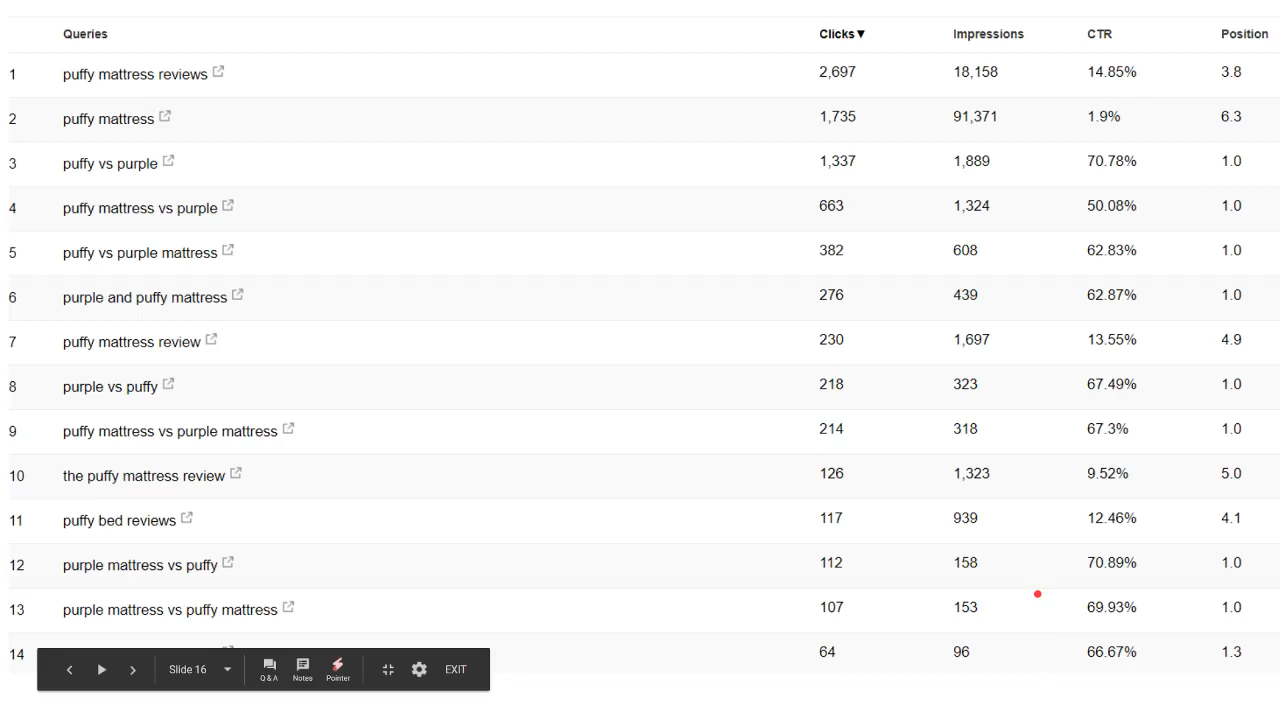 Queries Clicks▼ Impressions CTR Position
1 puffy mattress reviews 2,697 18,158 14.85% 3.8
2 puffy mattress 1,735 91,371 1.9% 6.3
3 puffy vs purple 1,337 1,889 70.78% 1.0
4 puffy mattress vs purple 663 1,324 50.08% 1.0
5 puffy vs purple mattress 382 608 62.83% 1.0
6 purple and puffy mattress 276 439 62.87% 1.0
7 puffy mattress review 230 1,697 13.55% 4.9
8 purple vs puffy 218 323 67.49% 1.0
9 puffy mattress vs purple mattress 214 318 67.3% 1.0
10 the puffy mattress review 126 1,323 9.52% 5.0
11 puffy bed reviews 117 939 12.46% 4.1
12 purple mattress vs puffy 112 158 70.89% 1.0
13 purple mattress vs puffy mattress 107 153 69.93% 1.0
14 64 96 66.67% 1.3
Slide 16 Q & A Notes Pointer EXIT